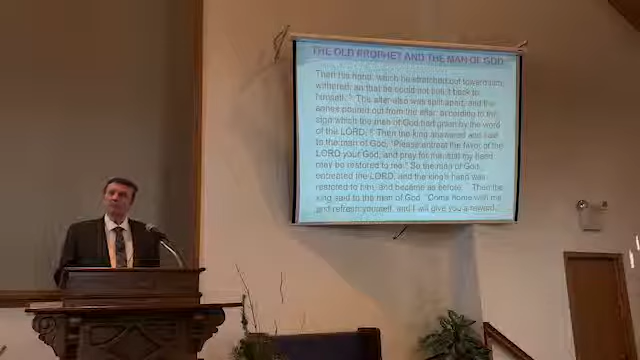 THE OLD PROPHET AND THE MAN OF GOD
Then his hand, which he stretched out toward him,
withered, so that he could not pull it back to
himself. 5 The altar also was split apart, and the
ashes poured out from the altar, according to the
sign which the man of God had given by the word
of the LORD. 6 Then the king answered and said
to the man of God, "Please entreat the favor of the
LORD your God, and pray for me, that my hand
may be restored to me." So the man of God
entreated the LORD, and the king's hand was
restored to him, and became as before. 7 Then the
king said to the man of God, "Come home with me
and refresh yourself, and I will give you a reward."